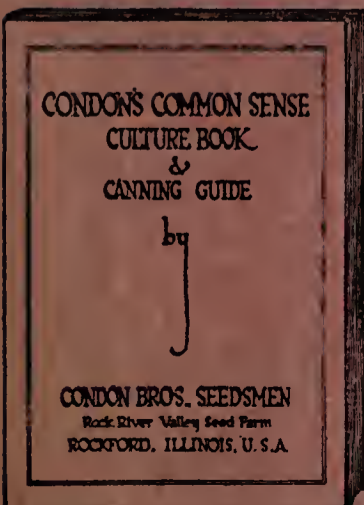 CONDON'S COMMON SENSE
CULTURE BOOK
&
CANNING GUIDE
by
CONDON BROS. SEEDSMEN
Rock River Valley Seed Farm
ROCKFORD, ILLINOIS, U.S.A.